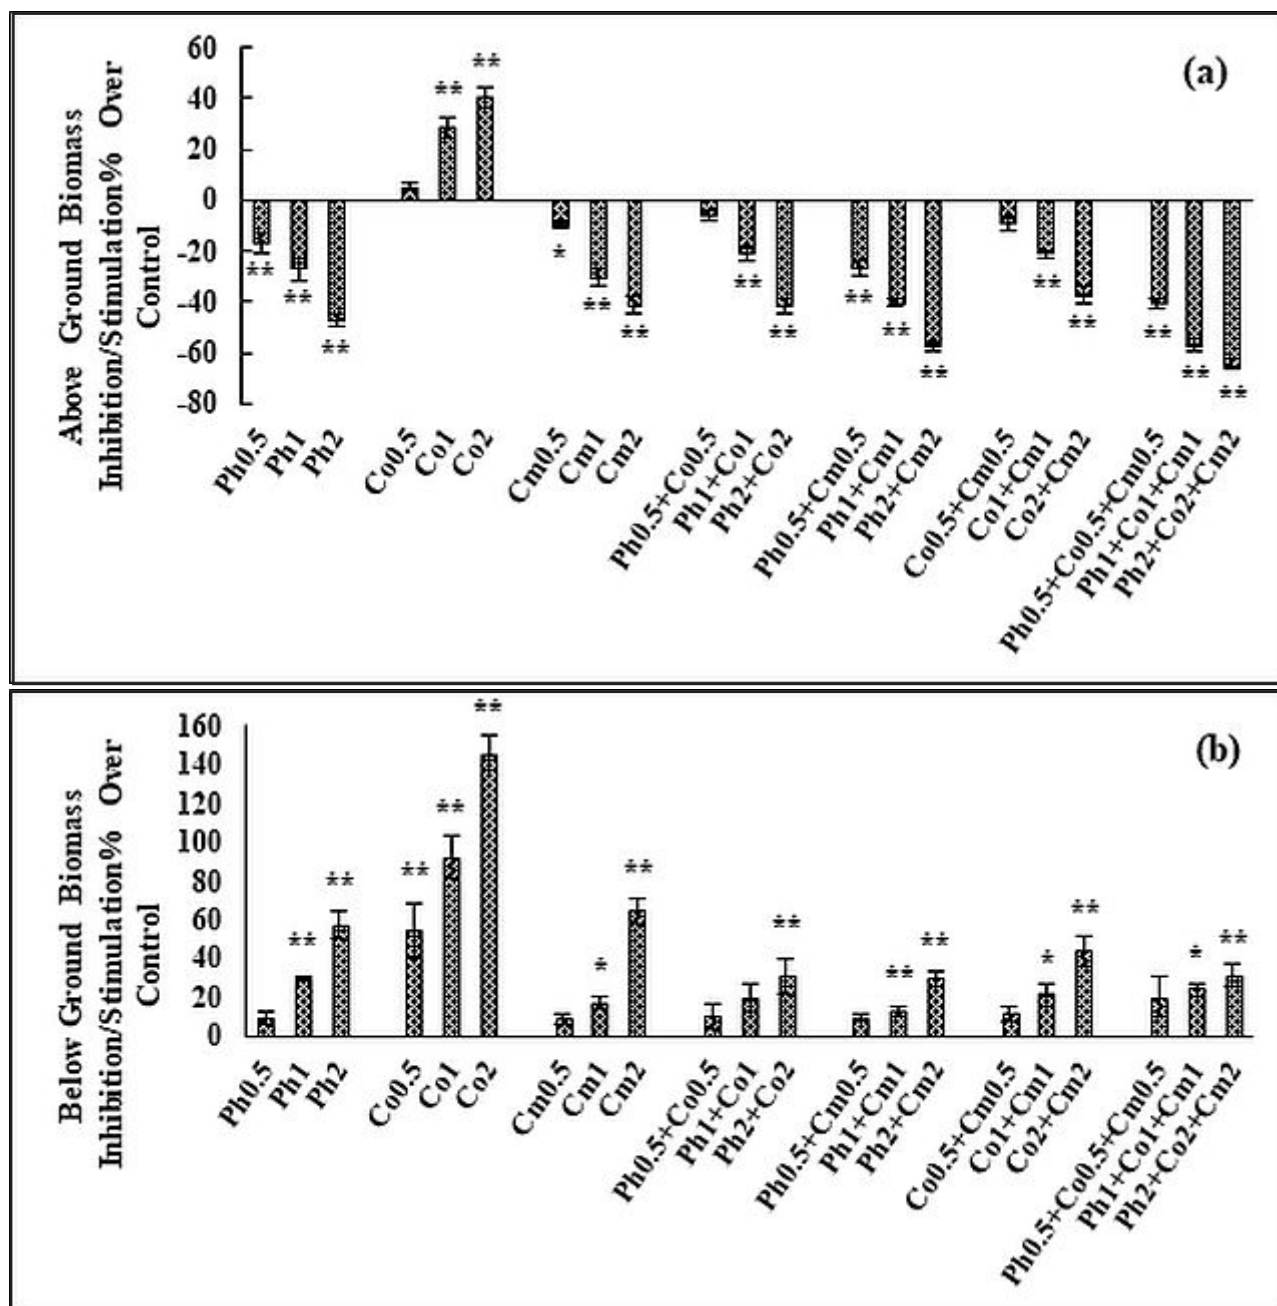 (a)
Above Ground Biomass
Inhibition/Stimulation% Over
Control
60
40
20
0
-20
-40
-60
-80
**
**
**
**
**
*
**
**
**
**
**
**
**
**
**
**
**
**
Ph0.5
Ph1
Ph2
Co0.5
Co1
Co2
Cm0.5
Cm1
Cm2
Ph0.5+Co0.5
Ph1+Co1
Ph2+Co2
Ph0.5+Cm0.5
Ph1+Cm1
Ph2+Cm2
Co0.5+Cm0.5
Co1+Cm1
Co2+Cm2
Ph0.5+Co0.5+Cm0.5
Ph1+Co1+Cm1
Ph2+Co2+Cm2
(b)
Below Ground Biomass
Inhibition/Stimulation% Over
Control
160
140
120
100
80
60
40
20
0
**
**
**
**
**
*
**
**
**
**
*
**
*
**
Ph0.5
Ph1
Ph2
Co0.5
Co1
Co2
Cm0.5
Cm1
Cm2
Ph0.5+Co0.5
Ph1+Co1
Ph2+Co2
Ph0.5+Cm0.5
Ph1+Cm1
Ph2+Cm2
Co0.5+Cm0.5
Co1+Cm1
Co2+Cm2
Ph0.5+Co0.5+Cm0.5
Ph1+Co1+Cm1
Ph2+Co2+Cm2